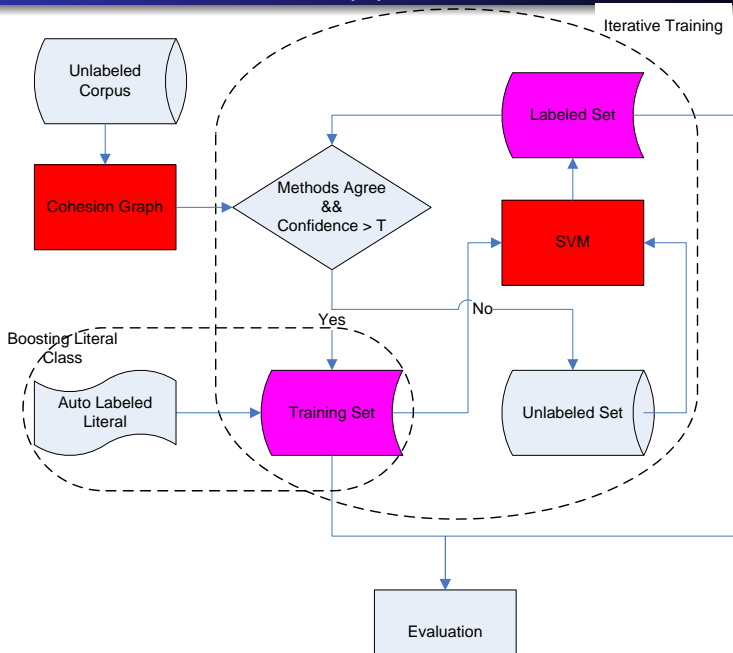 Iterative Training
Unlabeled
Corpus
Labeled Set
Cohesion Graph
Methods Agree
&&
Confidence > T
SVM
Yes
No
Boosting Literal
Class
Auto Labeled
Literal
Training Set
Unlabeled Set
Evaluation